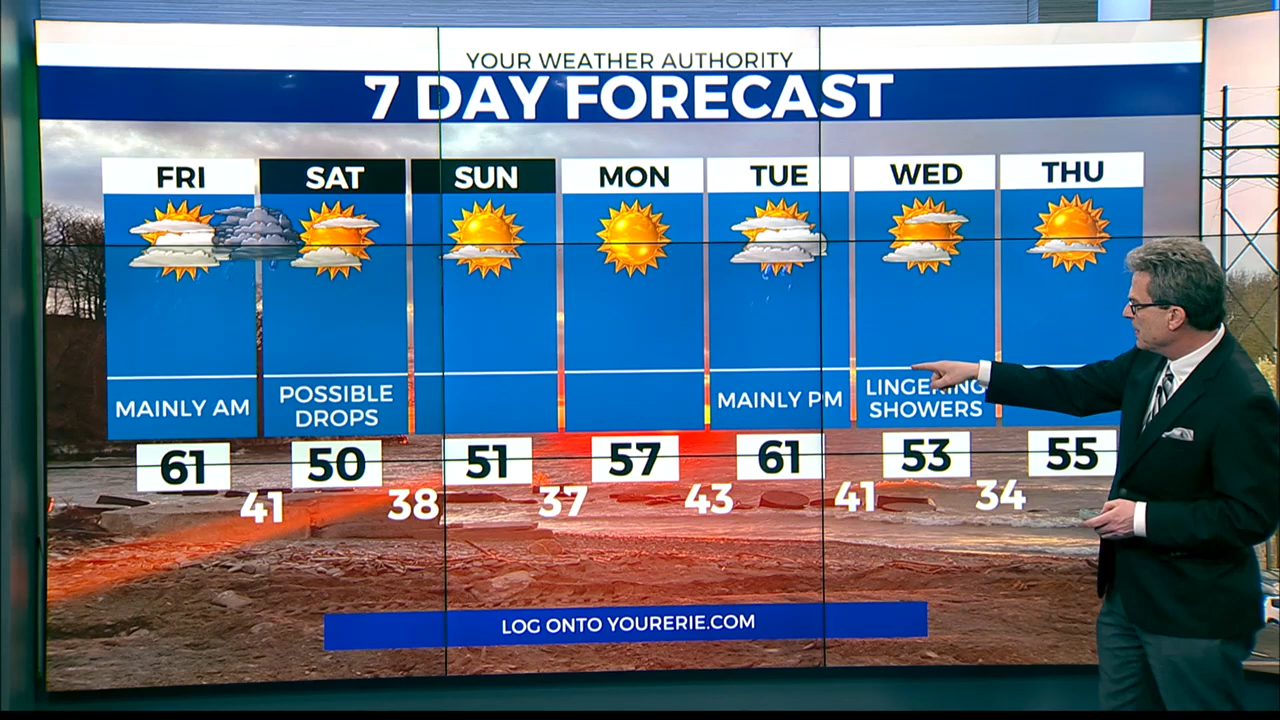 YOUR WEATHER AUTHORITY
7 DAY FORECAST
FRI SAT SUN MON TUE WED THU
MAINLY AM
POSSIBLE
DROPS
MAINLY PM
LINGERING
SHOWERS
61 50 51 57 61 53 55
41 38 37 43 41 34
LOG ONTO YOURERIE.COM